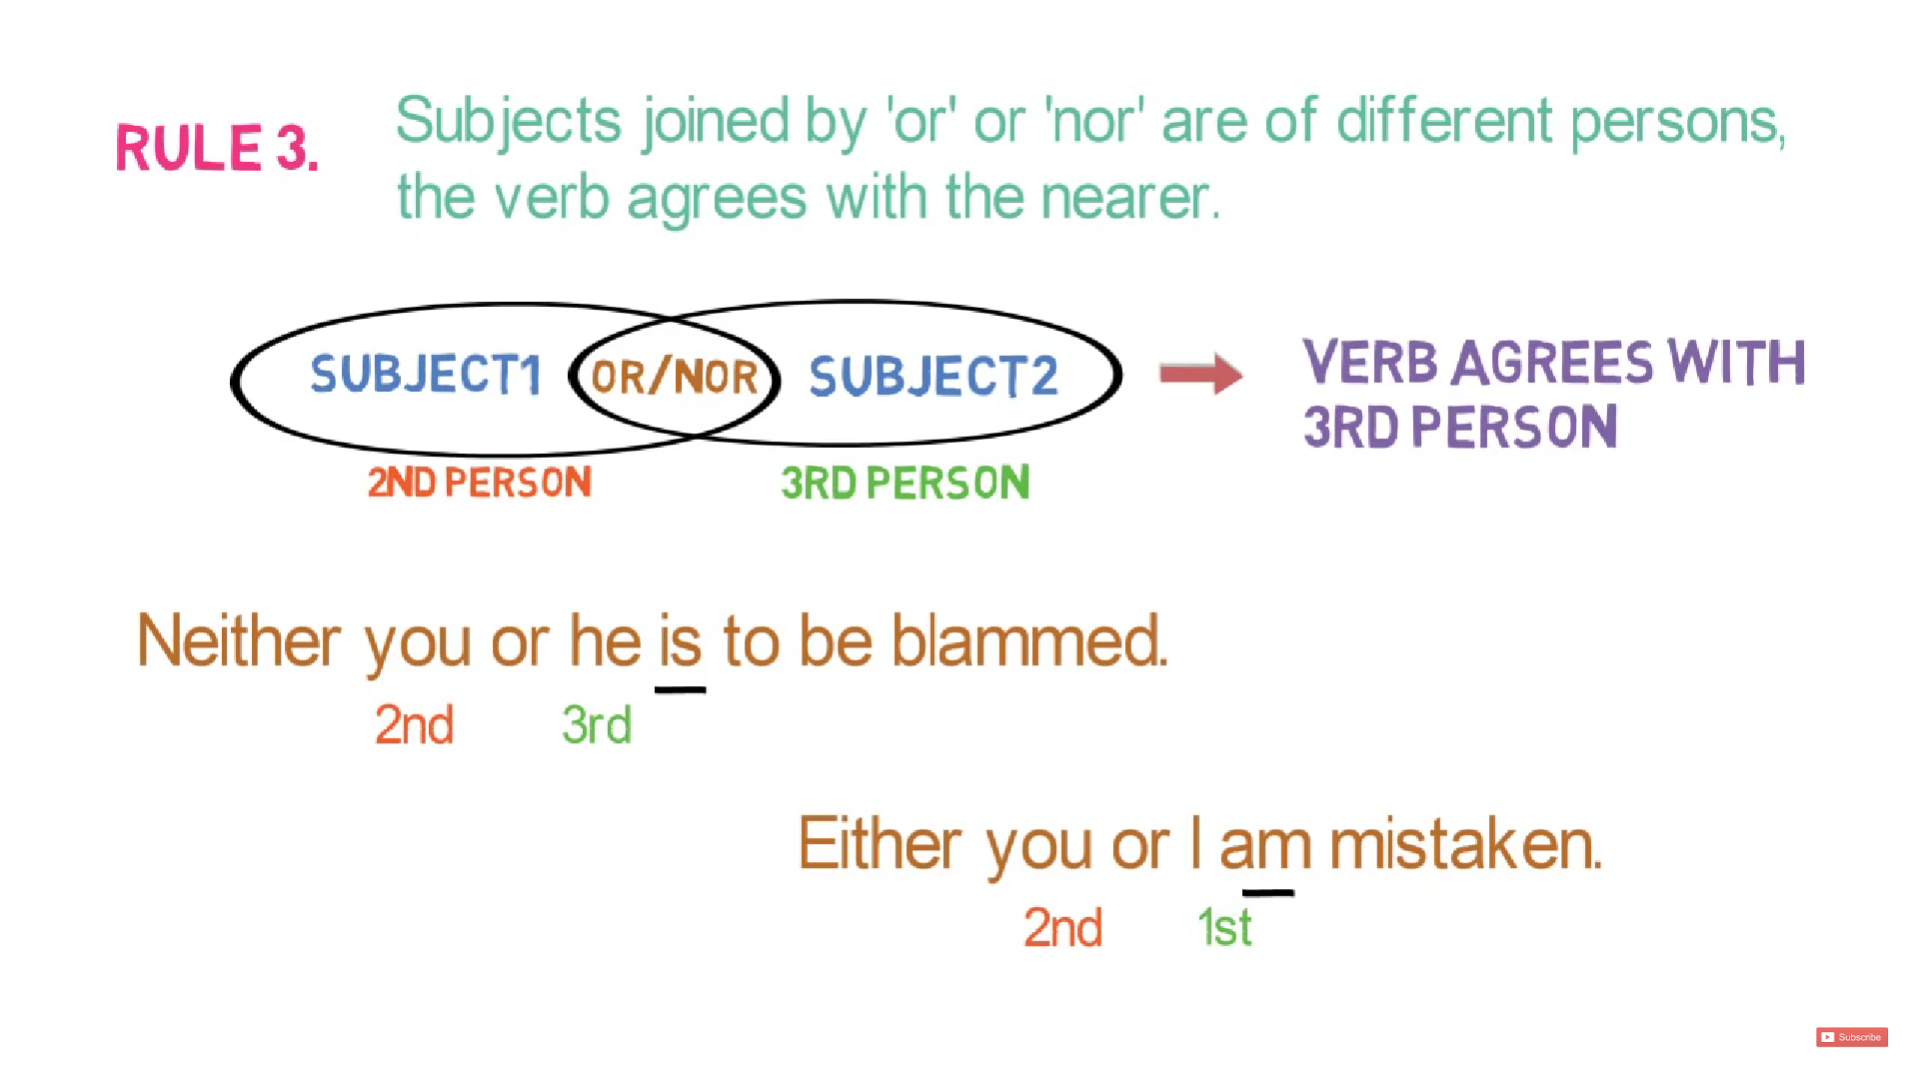 RULE 3.
Subjects joined by 'or' or 'nor' are of different persons,
the verb agrees with the nearer.
SUBJECT1 OR/NOR SUBJECT2
VERB AGREES WITH
3RD PERSON
2ND PERSON 3RD PERSON
Neither you or he is to be blammed.
2nd 3rd
Either you or I am mistaken.
2nd 1st
Subscribe